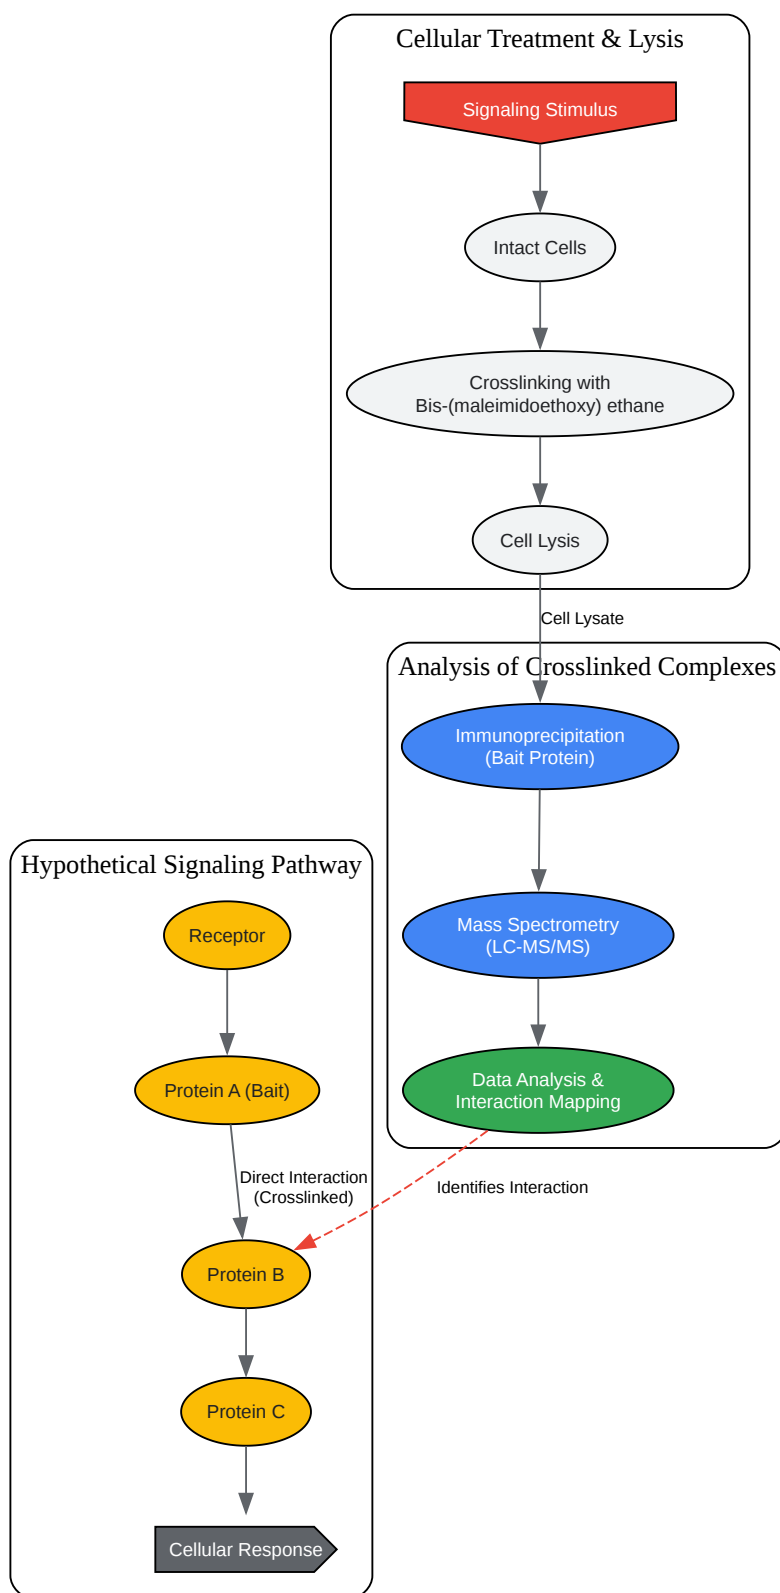 Cellular Treatment & Lysis
Signaling Stimulus
Intact Cells
Crosslinking with
Bis-(maleimidoethoxy) ethane
Cell Lysis
Cell Lysate
Analysis of Crosslinked Complexes
Immunoprecipitation
(Bait Protein)
Mass Spectrometry
(LC-MS/MS)
Data Analysis &
Interaction Mapping
Identifies Interaction
Hypothetical Signaling Pathway
Receptor
Protein A (Bait)
Direct Interaction
(Crosslinked)
Protein B
Protein C
Cellular Response